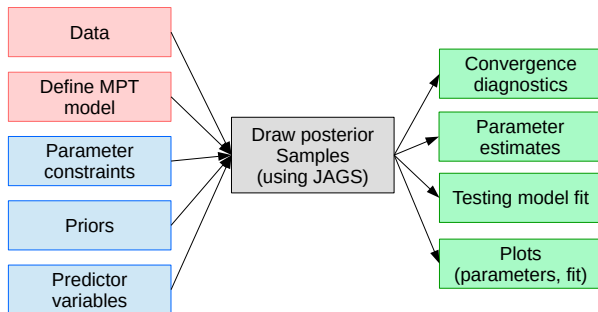 Data
Define MPT
model
Parameter
constraints
Priors
Predictor
variables
Draw posterior
Samples
(using JAGS)
Convergence
diagnostics
Parameter
estimates
Testing model fit
Plots
(parameters, fit)